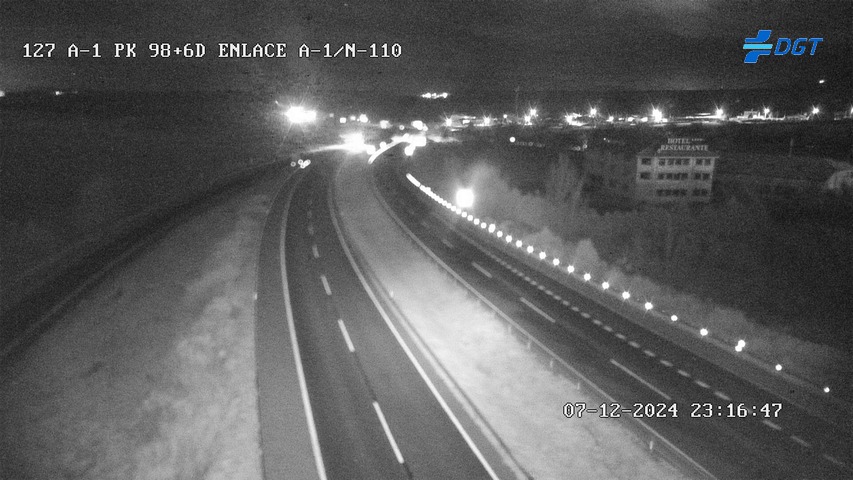 127 A-1 PK 98+6D ENLACE A-1/N-110
DGT
HOTEL
RESTAURANTE
07-12-2024 23:16:47